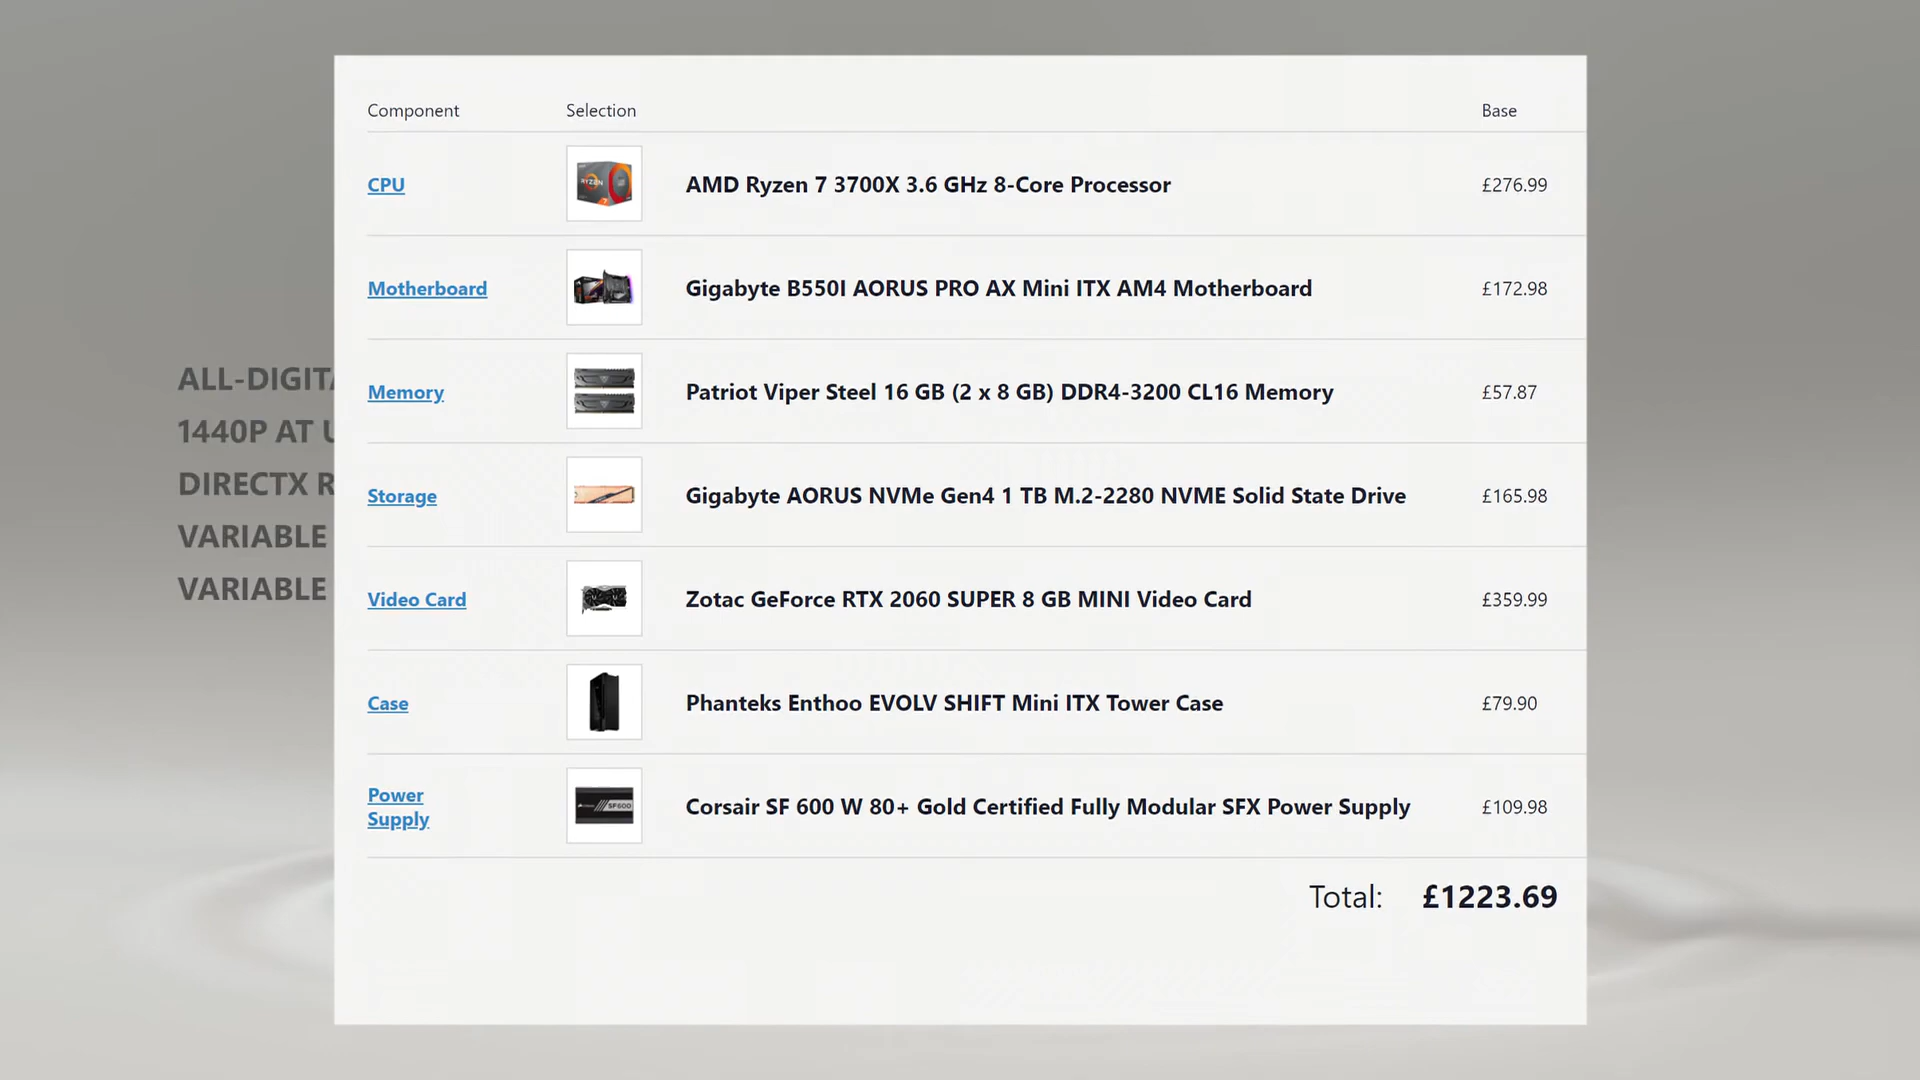 Component Selection Base
CPU AMD Ryzen 7 3700X 3.6 GHz 8-Core Processor £276.99
Motherboard Gigabyte B550I AORUS PRO AX Mini ITX AM4 Motherboard £172.98
Memory Patriot Viper Steel 16 GB (2 x 8 GB) DDR4-3200 CL16 Memory £57.87
Storage Gigabyte AORUS NVMe Gen4 1 TB M.2-2280 NVME Solid State Drive £165.98
Video Card Zotac GeForce RTX 2060 SUPER 8 GB MINI Video Card £359.99
Case Phanteks Enthoo EVOLV SHIFT Mini ITX Tower Case £79.90
Power
Supply Corsair SF 600 W 80+ Gold Certified Fully Modular SFX Power Supply £109.98
Total: £1223.69
RYZEN
SF600
1440P AT
DIRECTX
VARIABLE
VARIABLE